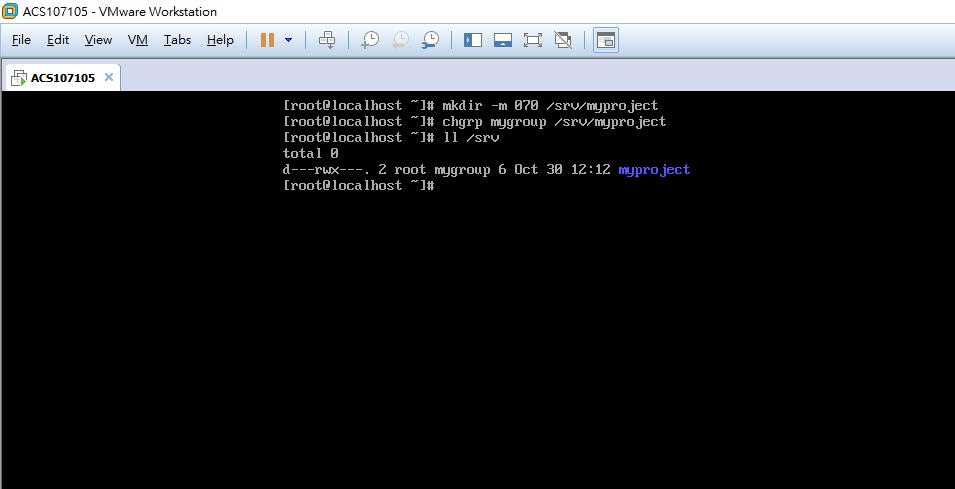 ACS107105 - VMware Workstation
File Edit View VM Tabs Help
ACS107105
[root@localhost ~]# mkdir -m 070 /srv/myproject
[root@localhost ~]# chgrp mygroup /srv/myproject
[root@localhost ~]# ll /srv
total 0
d---rwx---. 2 root mygroup 6 Oct 30 12:12 myproject
[root@localhost ~]#